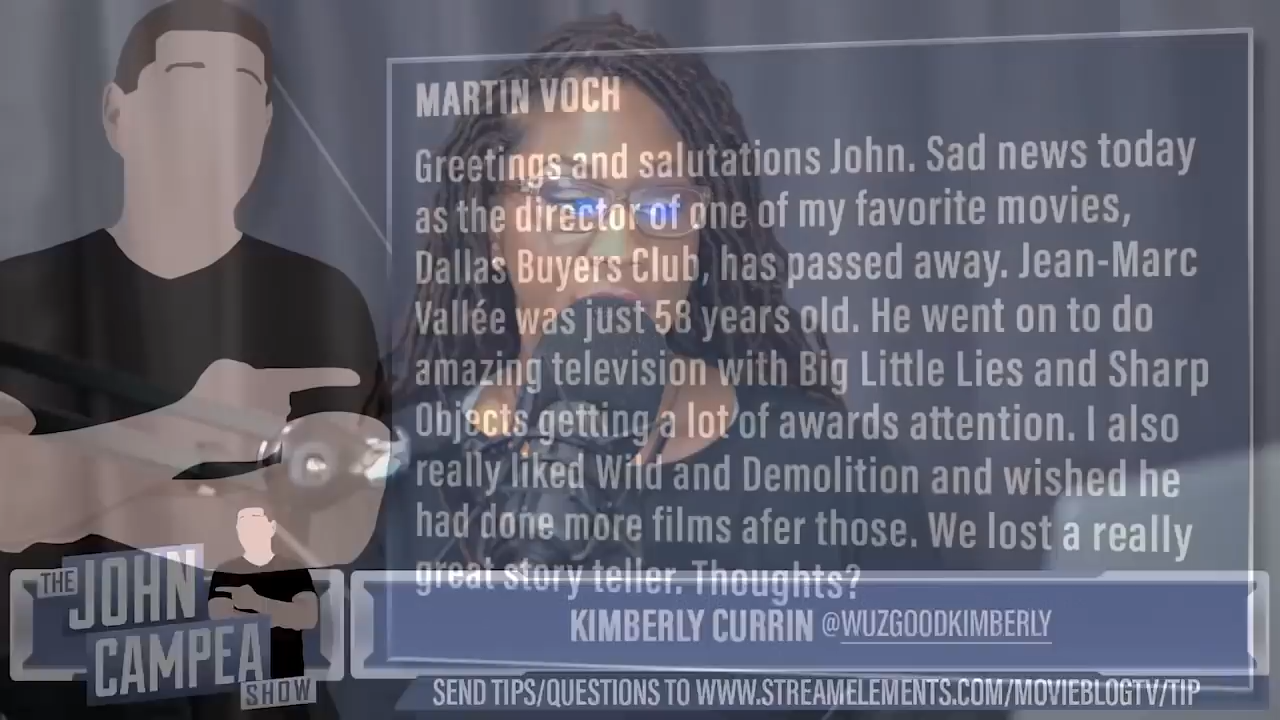 MARTIN VOCH
Greetings and salutations John. Sad news today
as the director of one of my favorite movies,
Dallas Buyers Club, has passed away. Jean-Marc
Vallée was just 58 years old. He went on to do
amazing television with Big Little Lies and Sharp
Objects getting a lot of awards attention. I also
really liked Wild and Demolition and wished he
had done more films afer those. We lost a really
great story teller. Thoughts?
KIMBERLY CURRIN @WUZGOODKIMBERLY
THE
JOHN
CAMPEA
SHOW
SEND TIPS/QUESTIONS TO WWW.STREAMELEMENTS.COM/MOVIEBLOGTV/TIP